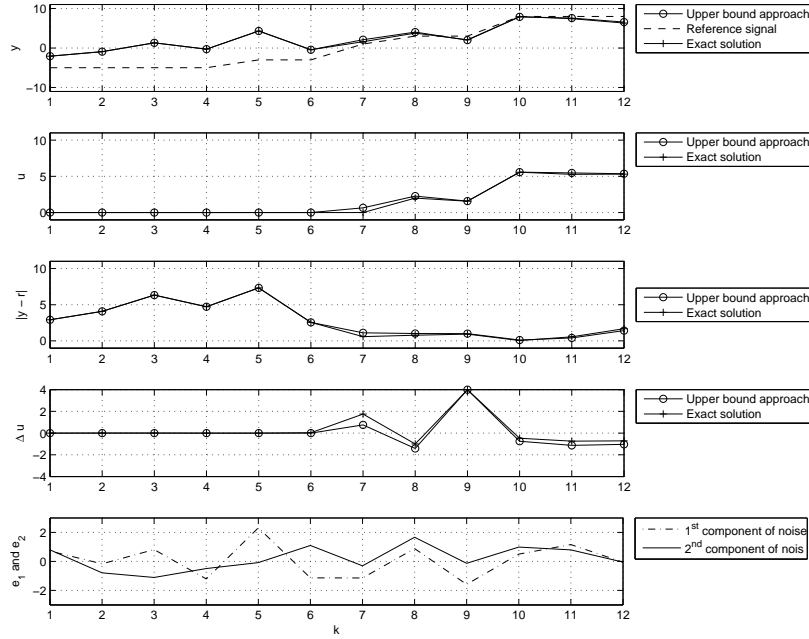 10
0
−10
y
1 2 3 4 5 6 7 8 9 10 11 12
Upper bound approach
Reference signal
Exact solution
10
5
0
u
1 2 3 4 5 6 7 8 9 10 11 12
Upper bound approach
Exact solution
10
5
0
|y − r|
1 2 3 4 5 6 7 8 9 10 11 12
Upper bound approach
Exact solution
4
2
0
−2
−4
Δ u
1 2 3 4 5 6 7 8 9 10 11 12
Upper bound approach
Exact solution
2
0
−2
e1 and e2
1 2 3 4 5 6 7 8 9 10 11 12
k
1st component of noise
2nd component of nois